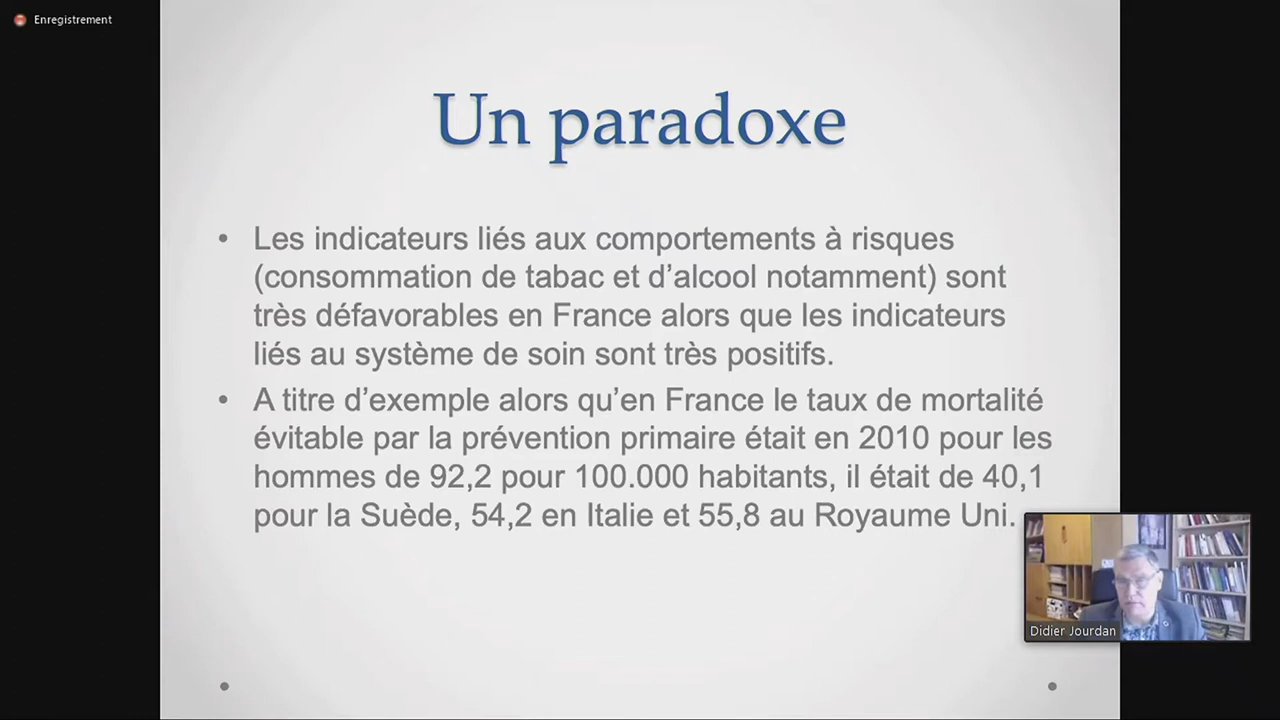 Enregistrement
Un paradoxe
• Les indicateurs liés aux comportements à risques
(consommation de tabac et d’alcool notamment) sont
très défavorables en France alors que les indicateurs
liés au système de soin sont très positifs.
• A titre d’exemple alors qu’en France le taux de mortalité
évitable par la prévention primaire était en 2010 pour les
hommes de 92,2 pour 100.000 habitants, il était de 40,1
pour la Suède, 54,2 en Italie et 55,8 au Royaume Uni.
Didier Jourdan